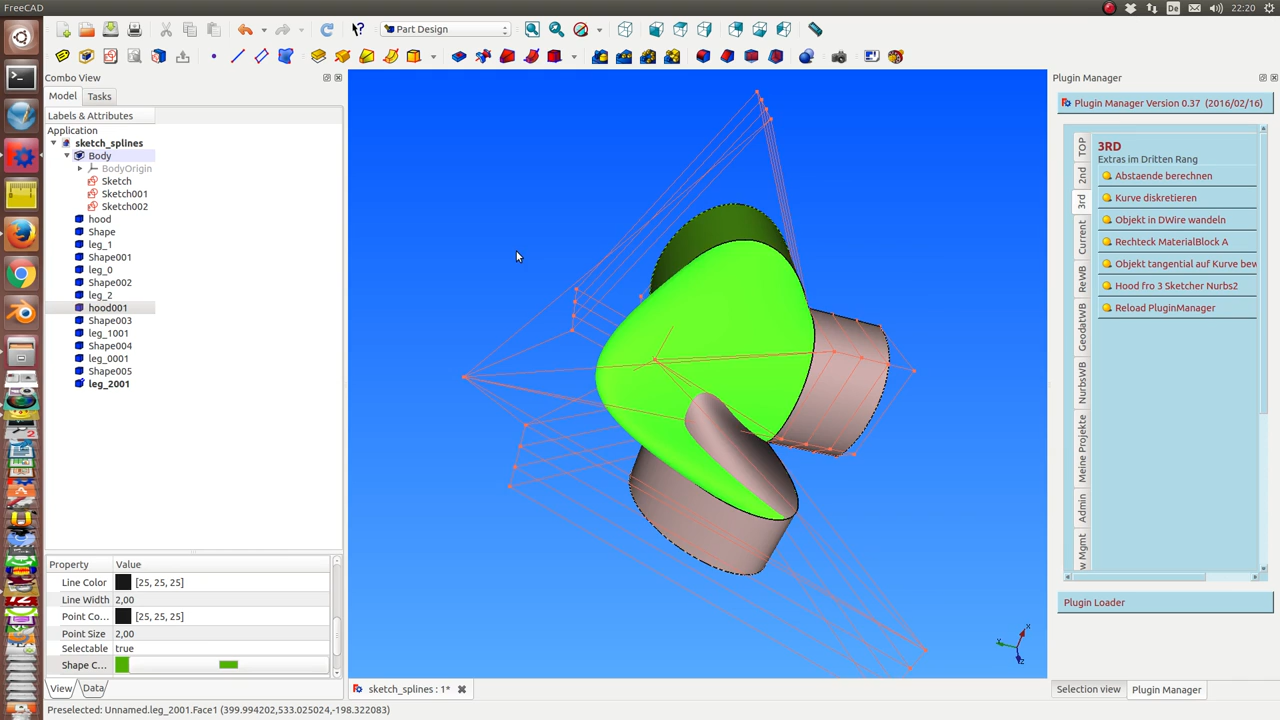 FreeCAD
De
22:20
Part Design
Combo View
Plugin Manager
Model
Tasks
Labels & Attributes
Application
sketch_splines
Body
BodyOrigin
Sketch
Sketch001
Sketch002
hood
Shape
leg_1
Shape001
leg_0
Shape002
leg_2
hood001
Shape003
leg_1001
Shape004
leg_0001
Shape005
leg_2001
Plugin Manager Version 0.37 (2016/02/16)
TOP
2nd
3rd
Current
ReWB
GeodatWB
NurbsWB
Meine Projekte
Admin
w Mgmt
3RD
Extras im Dritten Rang
Abstaende berechnen
Kurve diskretieren
Objekt in DWire wandeln
Rechteck MaterialBlock A
Objekt tangential auf Kurve bew
Hood fro 3 Sketcher Nurbs2
Reload PluginManager
Plugin Loader
Property
Value
Line Color
[25, 25, 25]
Line Width
2,00
Point Co...
[25, 25, 25]
Point Size
2,00
Selectable
true
Shape C...
View
Data
sketch_splines : 1*
Selection view
Plugin Manager
Preselected: Unnamed.leg_2001.Face1 (399.994202,533.025024,-198.322083)